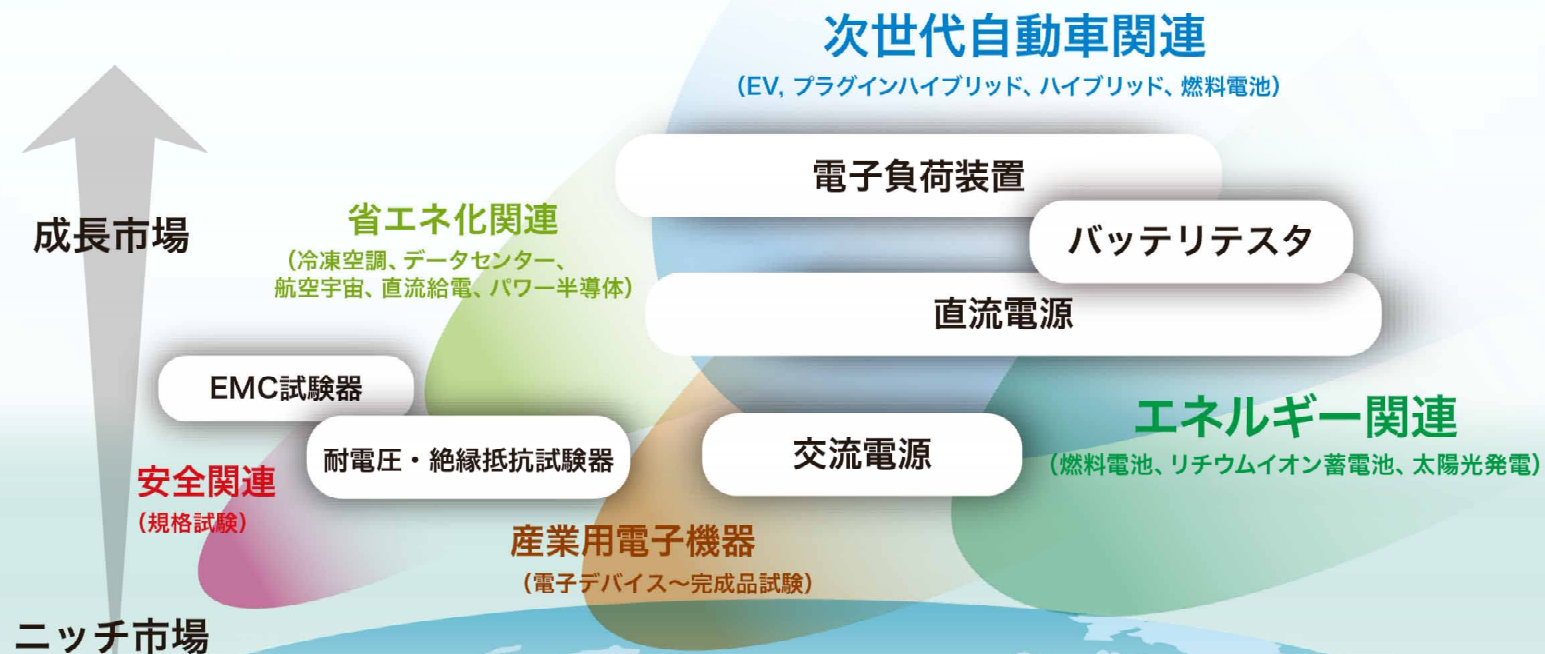 次世代自動車関連
（EV, プラグインハイブリッド、ハイブリッド、燃料電池）
電子負荷装置
成長市場
省エネ化関連
（冷凍空調、データセンター、
航空宇宙、直流給電、パワー半導体）
バッテリテスタ
直流電源
EMC試験器
耐電圧・絶縁抵抗試験器
交流電源
エネルギー関連
（燃料電池、リチウムイオン蓄電池、太陽光発電）
安全関連
（規格試験）
産業用電子機器
（電子デバイス～完成品試験）
ニッチ市場